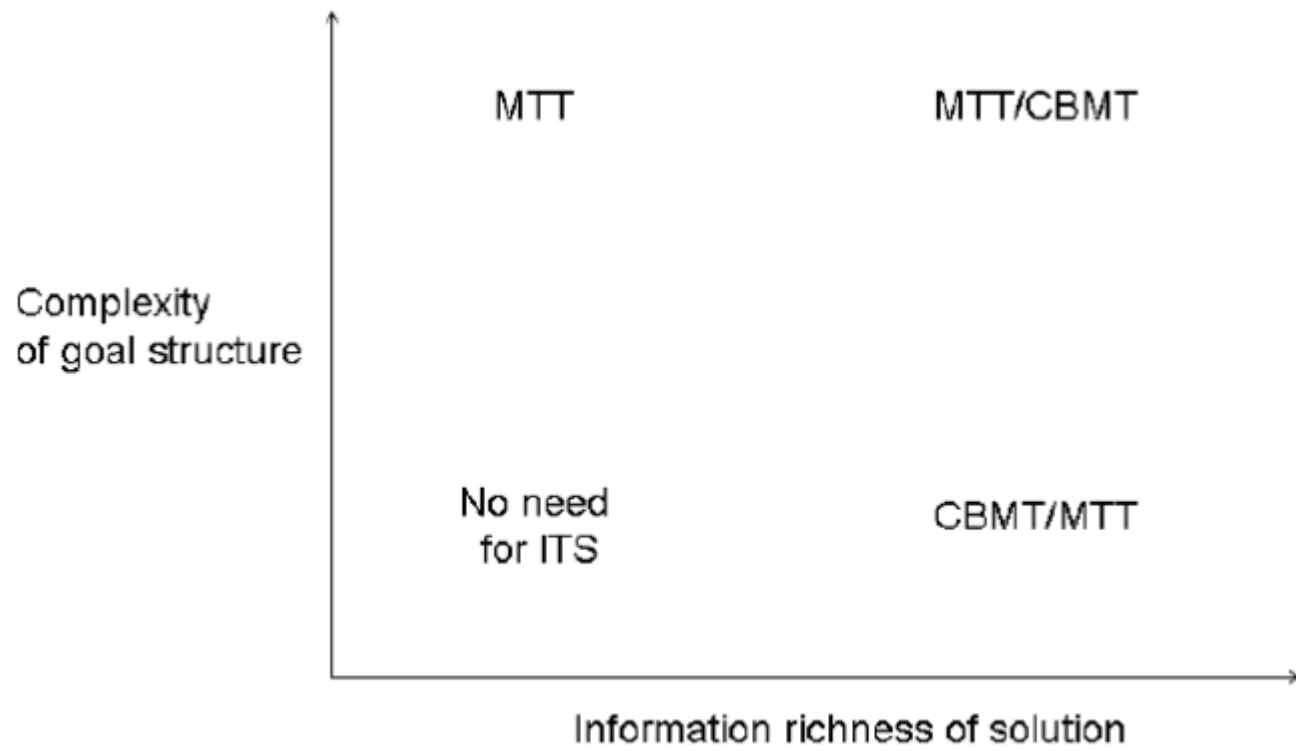 MTT
MTT/CBMT
Complexity
of goal structure
No need
for ITS
CBMT/MTT
Information richness of solution